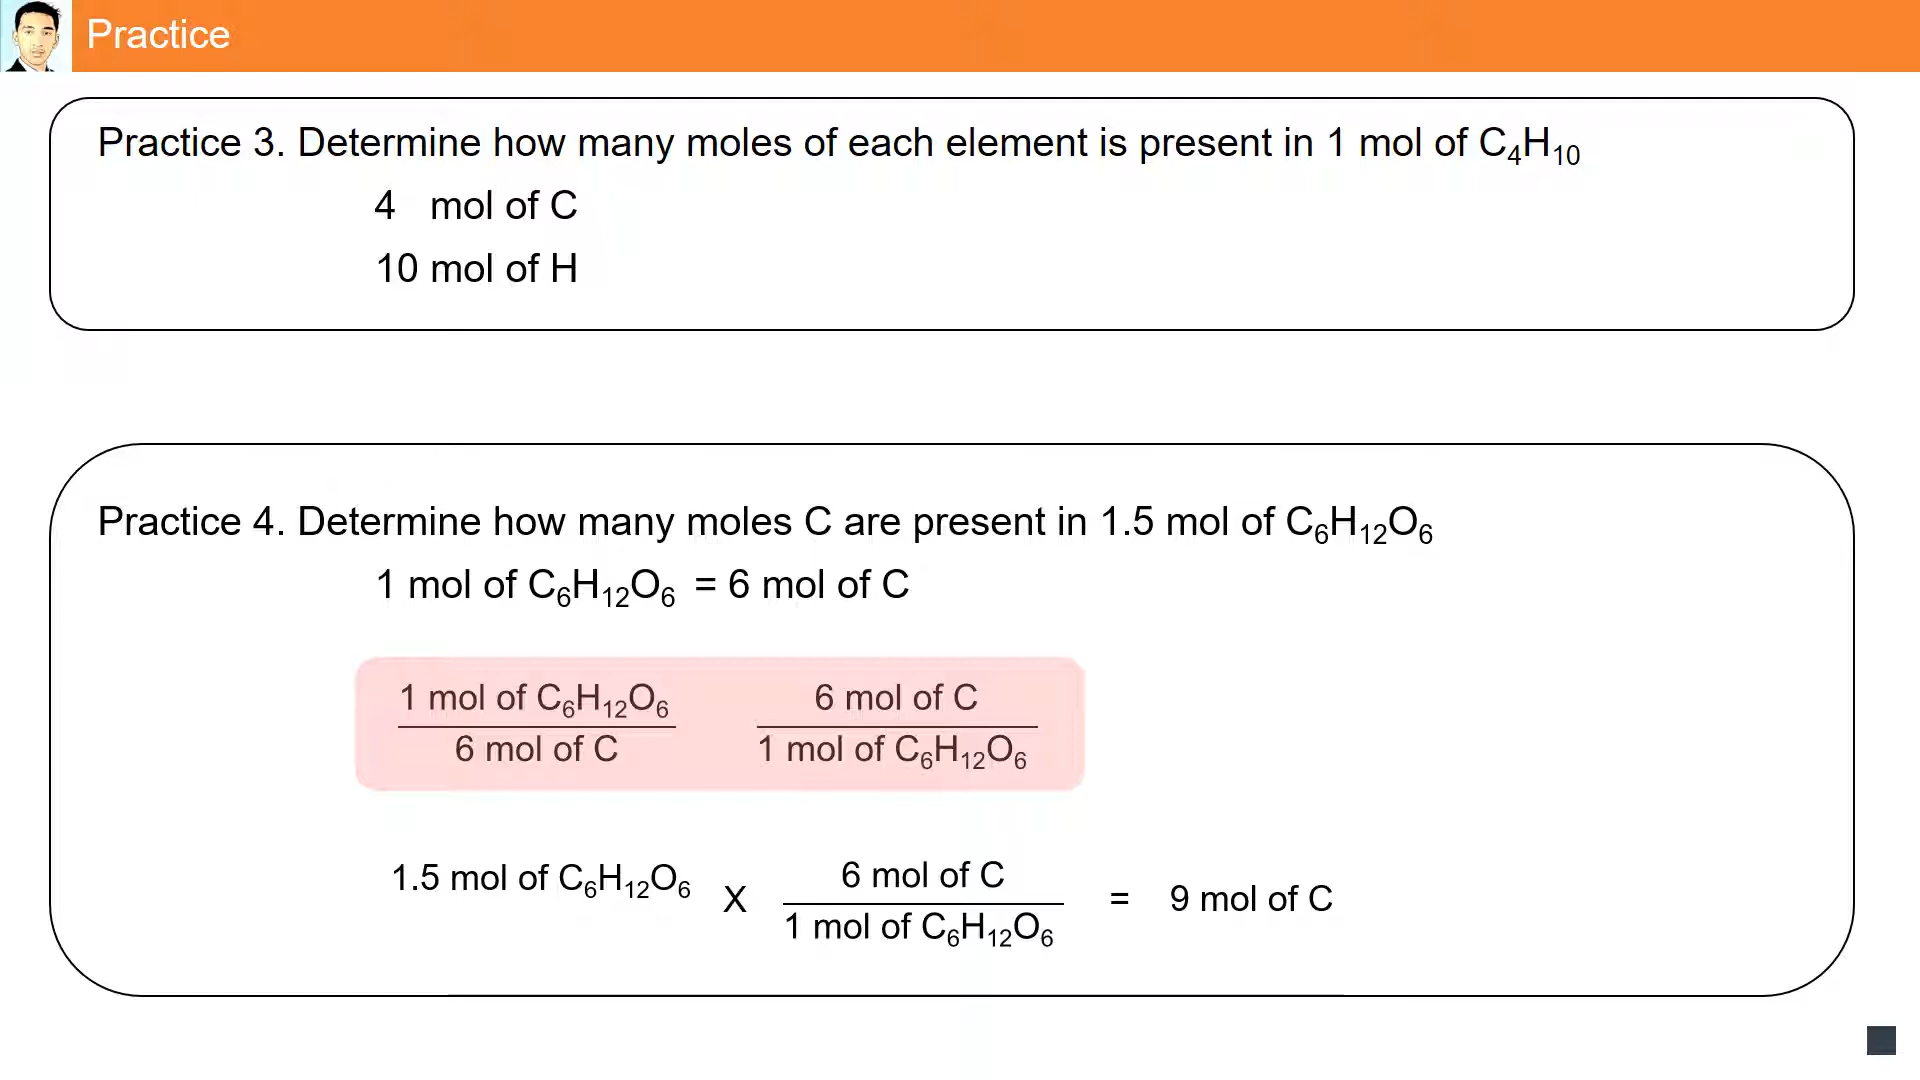 Practice
Practice 3. Determine how many moles of each element is present in 1 mol of C₄H₁₀
4 mol of C
10 mol of H
Practice 4. Determine how many moles C are present in 1.5 mol of C₆H₁₂O₆
1 mol of C₆H₁₂O₆ = 6 mol of C
1 mol of C₆H₁₂O₆
6 mol of C
6 mol of C
1 mol of C₆H₁₂O₆
1.5 mol of C₆H₁₂O₆ X
6 mol of C
1 mol of C₆H₁₂O₆
= 9 mol of C